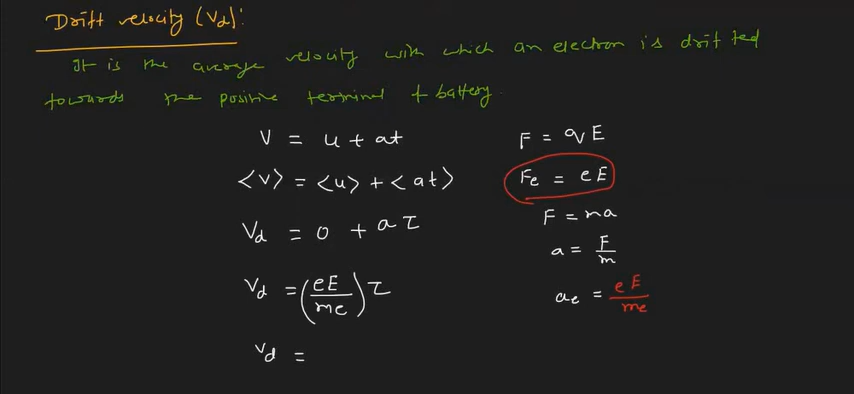 Drift velocity (Vd):
It is the average velocity with which an electron is drifted
towards the positive terminal of battery.
V = u + at
<v> = <u> + <at>
Vd = 0 + aτ
Vd = (eE/me)τ
Vd =
F = qE
Fe = eE
F = ma
a = F/m
ae = eE/me